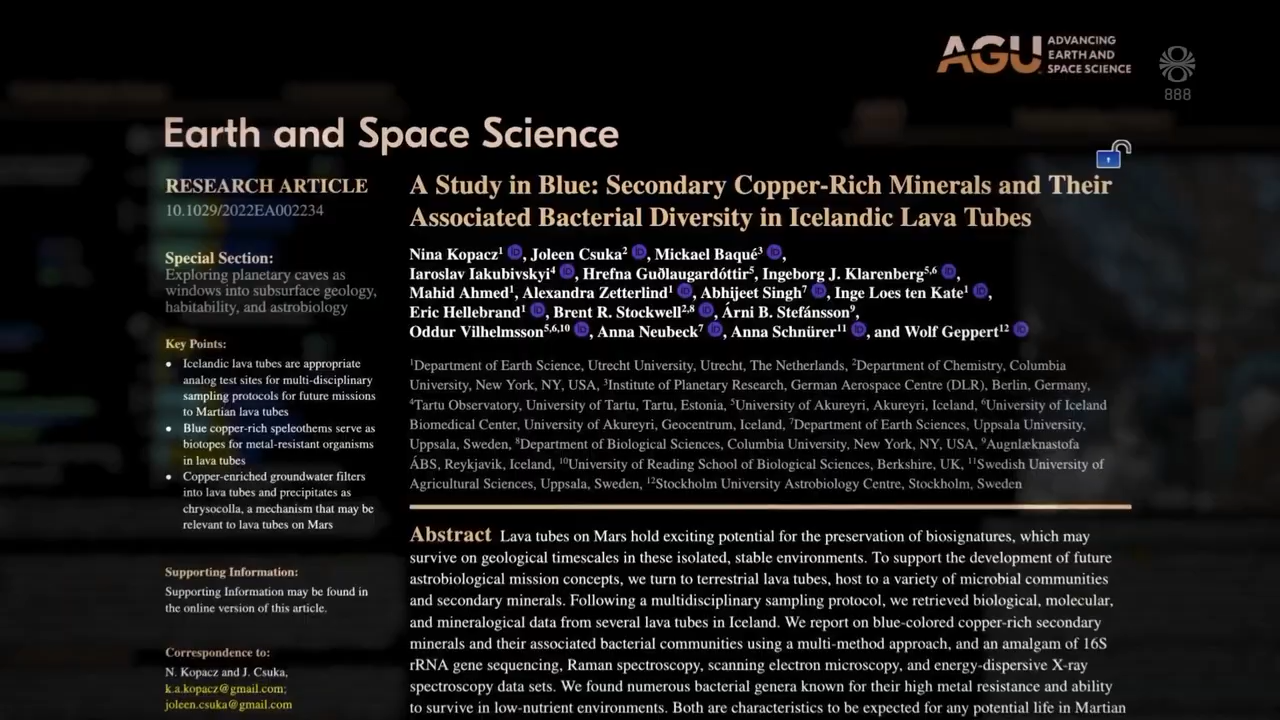 AGU ADVANCING
EARTH AND
SPACE SCIENCE
888
Earth and Space Science
RESEARCH ARTICLE
10.1029/2022EA002234
Special Section:
Exploring planetary caves as
windows into subsurface geology,
habitability, and astrobiology
Key Points:
• Icelandic lava tubes are appropriate
analog test sites for multi-disciplinary
sampling protocols for future missions
to Martian lava tubes
• Blue copper-rich speleothems serve as
biotopes for metal-resistant organisms
in lava tubes
• Copper-enriched groundwater filters
into lava tubes and precipitates as
chrysocolla, a mechanism that may be
relevant to lava tubes on Mars
Supporting Information:
Supporting Information may be found in
the online version of this article.
Correspondence to:
N. Kopacz and J. Csuka,
k.a.kopacz@gmail.com;
joleen.csuka@gmail.com
A Study in Blue: Secondary Copper-Rich Minerals and Their
Associated Bacterial Diversity in Icelandic Lava Tubes
Nina Kopacz¹ iD, Joleen Csuka² iD, Mickael Baqué³ iD,
Iaroslav Iakubivskyi⁴ iD, Hrefna Guðlaugardóttir⁵, Ingeborg J. Klarenberg⁵,⁶ iD,
Mahid Ahmed¹, Alexandra Zetterlind¹ iD, Abhijeet Singh⁷ iD, Inge Loes ten Kate¹ iD,
Eric Hellebrand¹ iD, Brent R. Stockwell²,⁸ iD, Árni B. Stefánsson⁹,
Oddur Vilhelmsson⁵,⁶,¹⁰ iD, Anna Neubeck⁷ iD, Anna Schnürer¹¹ iD, and Wolf Geppert¹² iD
¹Department of Earth Science, Utrecht University, Utrecht, The Netherlands, ²Department of Chemistry, Columbia
University, New York, NY, USA, ³Institute of Planetary Research, German Aerospace Centre (DLR), Berlin, Germany,
⁴Tartu Observatory, University of Tartu, Tartu, Estonia, ⁵University of Akureyri, Akureyri, Iceland, ⁶University of Iceland
Biomedical Center, University of Akureyri, Geocentrum, Iceland, ⁷Department of Earth Sciences, Uppsala University,
Uppsala, Sweden, ⁸Department of Biological Sciences, Columbia University, New York, NY, USA, ⁹Augnlæknastofa
ÁBS, Reykjavik, Iceland, ¹⁰University of Reading School of Biological Sciences, Berkshire, UK, ¹¹Swedish University of
Agricultural Sciences, Uppsala, Sweden, ¹²Stockholm University Astrobiology Centre, Stockholm, Sweden
Abstract Lava tubes on Mars hold exciting potential for the preservation of biosignatures, which may
survive on geological timescales in these isolated, stable environments. To support the development of future
astrobiological mission concepts, we turn to terrestrial lava tubes, host to a variety of microbial communities
and secondary minerals. Following a multidisciplinary sampling protocol, we retrieved biological, molecular,
and mineralogical data from several lava tubes in Iceland. We report on blue-colored copper-rich secondary
minerals and their associated bacterial communities using a multi-method approach, and an amalgam of 16S
rRNA gene sequencing, Raman spectroscopy, scanning electron microscopy, and energy-dispersive X-ray
spectroscopy data sets. We found numerous bacterial genera known for their high metal resistance and ability
to survive in low-nutrient environments. Both are characteristics to be expected for any potential life in Martian